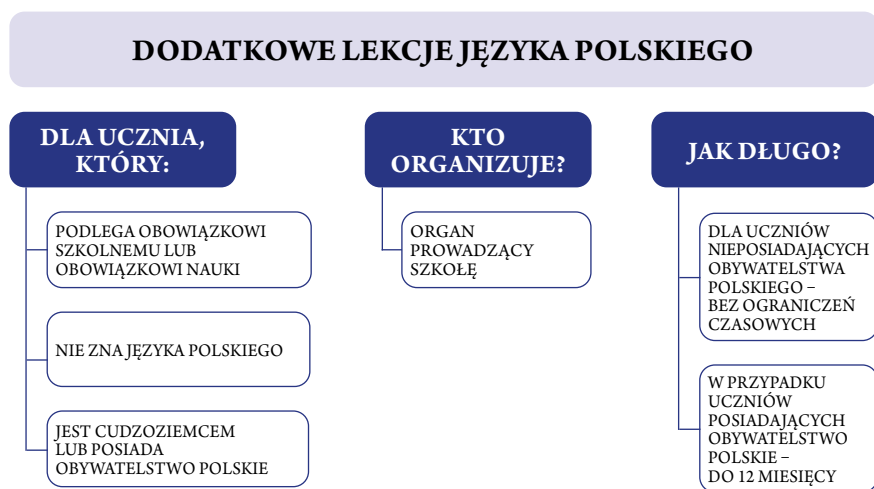 DODATKOWE LEKCJE JĘZYKA POLSKIEGO
DLA UCZNIA,
KTÓRY:
PODLEGA OBOWIĄZKOWI
SZKOLNEMU LUB
OBOWIĄZKOWI NAUKI
NIE ZNA JĘZYKA POLSKIEGO
JEST CUDZOZIEMCEM
LUB POSIADA
OBYWATELSTWO POLSKIE
KTO
ORGANIZUJE?
ORGAN
PROWADZĄCY
SZKOŁĘ
JAK DŁUGO?
DLA UCZNIÓW
NIEPOSIADAJĄCYCH
OBYWATELSTWA
POLSKIEGO –
BEZ OGRANICZEŃ
CZASOWYCH
W PRZYPADKU
UCZNIÓW
POSIADAJĄCYCH
OBYWATELSTWO
POLSKIE –
DO 12 MIESIĘCY